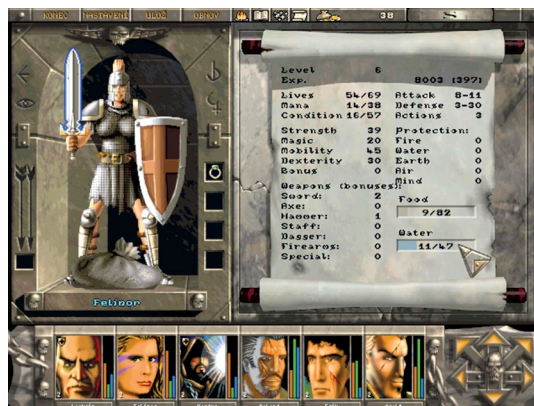 KONEC NASTAVENÍ ULOŽ OBNOV 38 S
Level 6
Exp. 8003 (397)
Lives 54/69 Attack 8-11
Mana 14/38 Defense 3-30
Condition 16/57 Actions 3
Strength 39 Protection:
Magic 20 Fire 0
Mobility 45 Water 0
Dexterity 30 Earth 0
Bonus 0 Air 0
Mind 0
Weapons (bonuses):
Sword: 2 Food
Axe: 0 9/82
Hammer: 1
Staff: 0 Water
Dagger: 0 11/47
Firearms: 0
Special: 0
Felinor